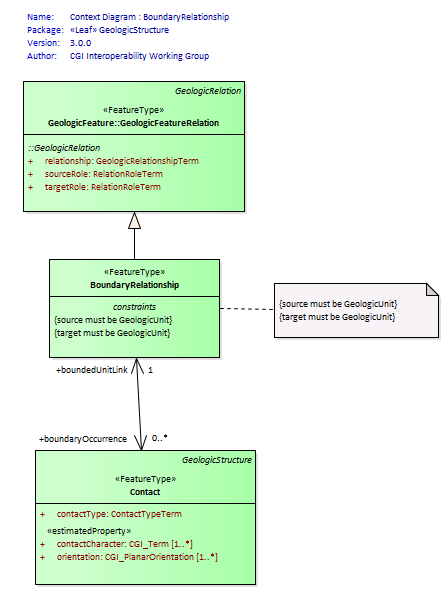 Name: Context Diagram : BoundaryRelationship
Package: «Leaf» GeologicStructure
Version: 3.0.0
Author: CGI Interoperability Working Group
GeologicRelation
«FeatureType»
GeologicFeature::GeologicFeatureRelation
::GeologicRelation
+ relationship: GeologicRelationshipTerm
+ sourceRole: RelationRoleTerm
+ targetRole: RelationRoleTerm
«FeatureType»
BoundaryRelationship
constraints
{source must be GeologicUnit}
{target must be GeologicUnit}
{source must be GeologicUnit}
{target must be GeologicUnit}
+boundedUnitLink 1
+boundaryOccurrence 0..*
GeologicStructure
«FeatureType»
Contact
+ contactType: ContactTypeTerm
«estimatedProperty»
+ contactCharacter: CGI_Term [1..*]
+ orientation: CGI_PlanarOrientation [1..*]